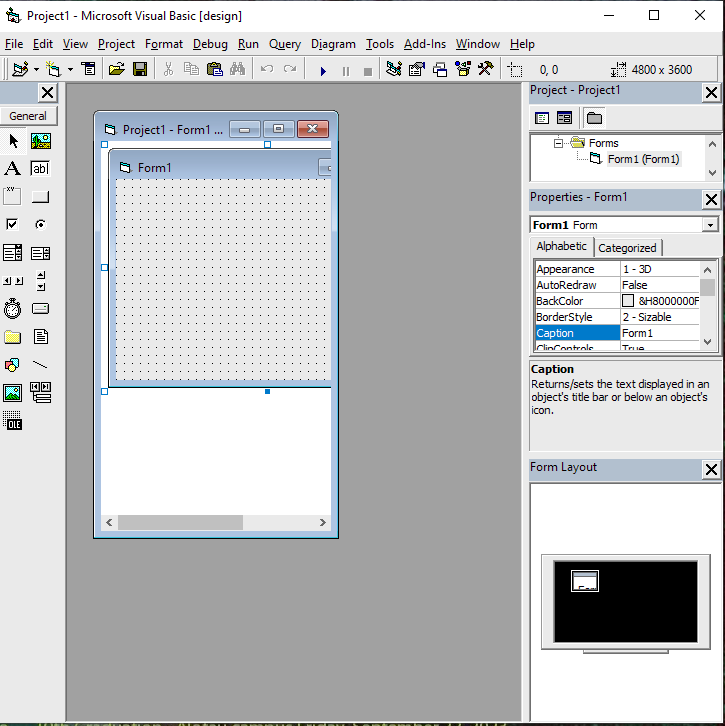 Project1 - Microsoft Visual Basic [design]
File Edit View Project Format Debug Run Query Diagram Tools Add-Ins Window Help
0, 0 4800 x 3600
General
A ab|
xy
OLE
Project1 - Form1 ...
Form1
Project - Project1
Forms
Form1 (Form1)
Properties - Form1
Form1 Form
Alphabetic Categorized
Appearance 1 - 3D
AutoRedraw False
BackColor &H8000000F
BorderStyle 2 - Sizable
Caption Form1
ClipControls True
Caption
Returns/sets the text displayed in an
object's title bar or below an object's
icon.
Form Layout